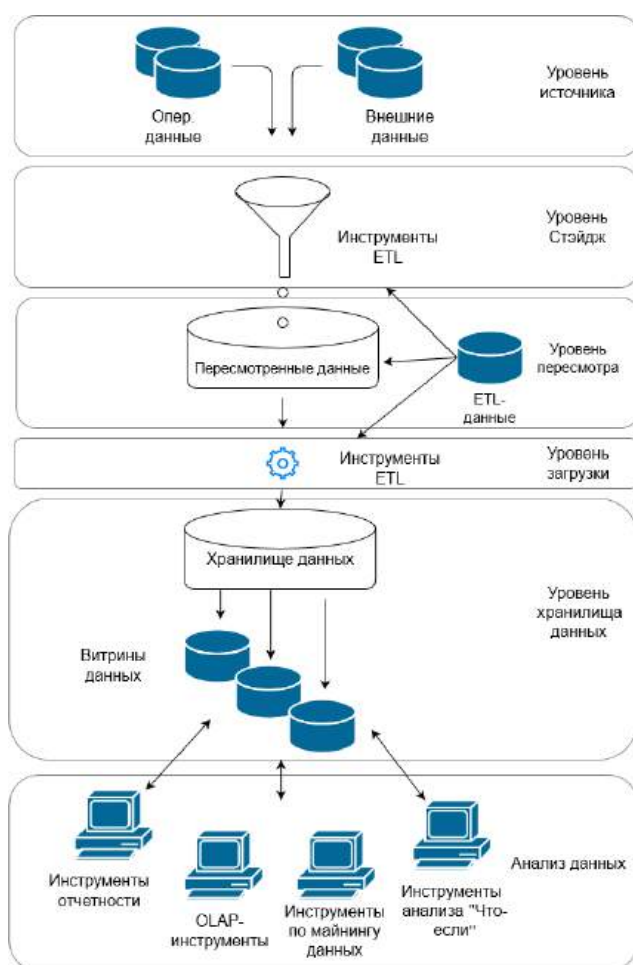 Опер.
данные
Внешние
данные
Уровень
источника
Инструменты
ETL
Уровень
Стэйдж
Пересмотренные данные
ETL-
данные
Уровень
пересмотра
Инструменты
ETL
Уровень
загрузки
Хранилище данных
Витрины
данных
Уровень
хранилища
данных
Инструменты
отчетности
OLAP-
инструменты
Инструменты
по майнингу
данных
Инструменты
анализа "Что-
если"
Анализ данных